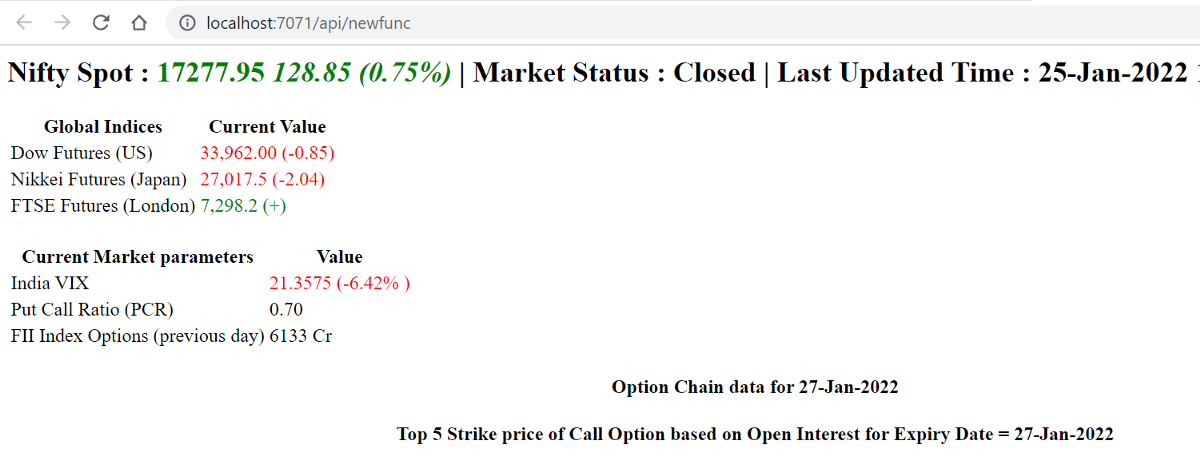 localhost:7071/api/newfunc
Nifty Spot : 17277.95 128.85 (0.75%) | Market Status : Closed | Last Updated Time : 25-Jan-2022
Global Indices Current Value
Dow Futures (US) 33,962.00 (-0.85)
Nikkei Futures (Japan) 27,017.5 (-2.04)
FTSE Futures (London) 7,298.2 (+)
Current Market parameters Value
India VIX 21.3575 (-6.42% )
Put Call Ratio (PCR) 0.70
FII Index Options (previous day) 6133 Cr
Option Chain data for 27-Jan-2022
Top 5 Strike price of Call Option based on Open Interest for Expiry Date = 27-Jan-2022